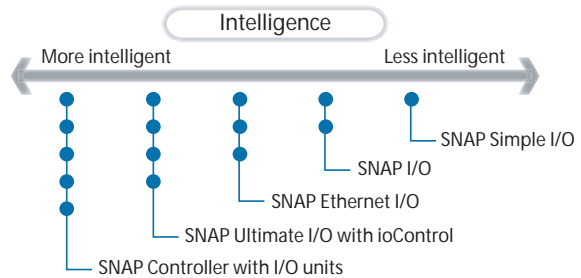 Intelligence
More intelligent
Less intelligent
SNAP Simple I/O
SNAP I/O
SNAP Ethernet I/O
SNAP Ultimate I/O with ioControl
SNAP Controller with I/O units